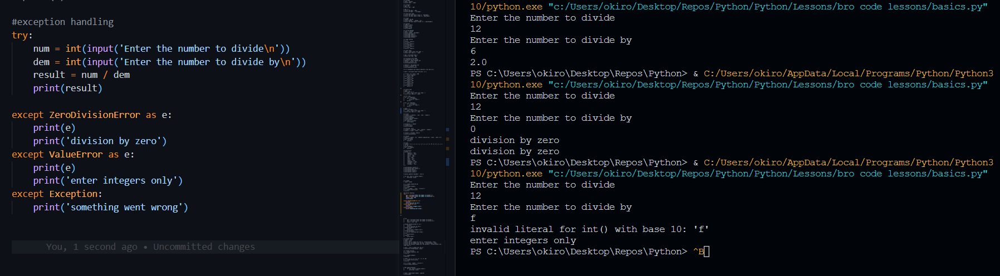 #exception handling
try:
    num = int(input('Enter the number to divide\n'))
    dem = int(input('Enter the number to divide by\n'))
    result = num / dem
    print(result)
except ZeroDivisionError as e:
    print(e)
    print('division by zero')
except ValueError as e:
    print(e)
    print('enter integers only')
except Exception:
    print('something went wrong')
You, 1 second ago • Uncommitted changes
10/python.exe "c:/Users/okiro/Desktop/Repos/Python/Python/Lessons/bro code lessons/basics.py"
Enter the number to divide
12
Enter the number to divide by
6
2.0
PS C:\Users\okiro\Desktop\Repos\Python> & C:/Users/okiro/AppData/Local/Programs/Python/Python3
10/python.exe "c:/Users/okiro/Desktop/Repos/Python/Python/Lessons/bro code lessons/basics.py"
Enter the number to divide
12
Enter the number to divide by
0
division by zero
division by zero
PS C:\Users\okiro\Desktop\Repos\Python> & C:/Users/okiro/AppData/Local/Programs/Python/Python3
10/python.exe "c:/Users/okiro/Desktop/Repos/Python/Python/Lessons/bro code lessons/basics.py"
Enter the number to divide
12
Enter the number to divide by
f
invalid literal for int() with base 10: 'f'
enter integers only
PS C:\Users\okiro\Desktop\Repos\Python> ^B